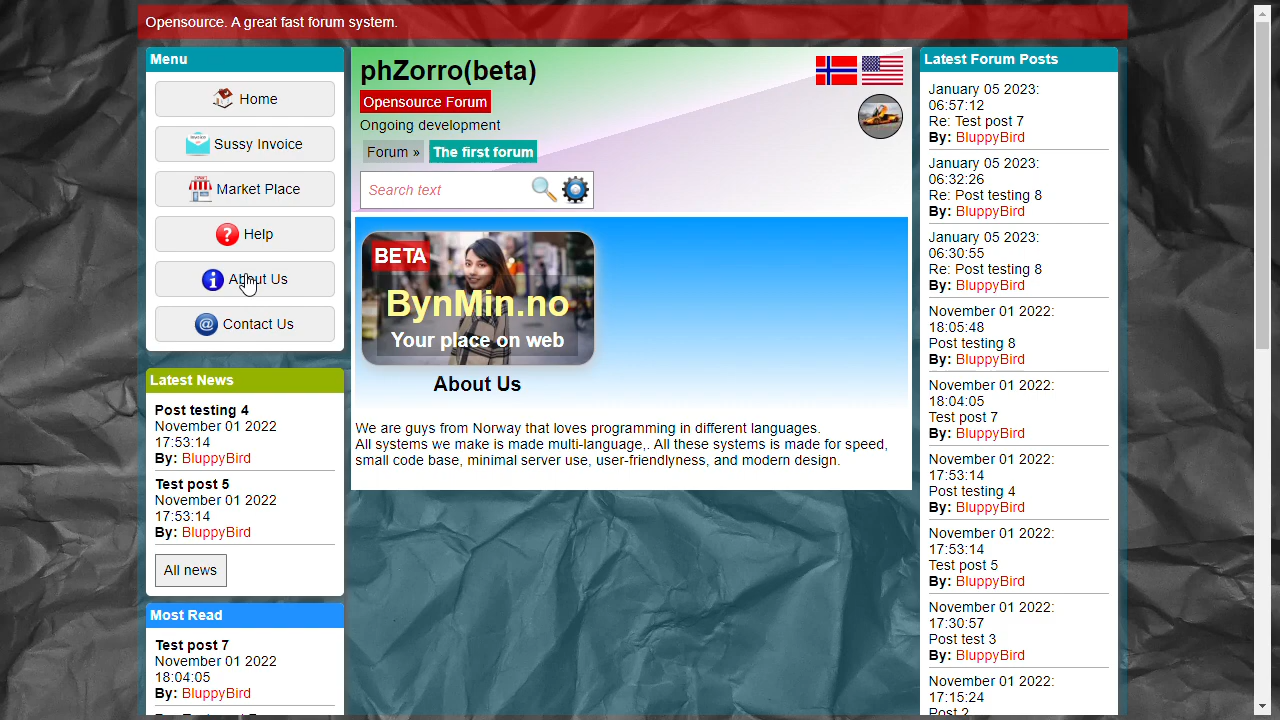 Opensource. A great fast forum system.
Menu
Home
Sussy Invoice
Market Place
Help
About Us
Contact Us
Latest News
Post testing 4
November 01 2022
17:53:14
By: BluppyBird
Test post 5
November 01 2022
17:53:14
By: BluppyBird
All news
Most Read
Test post 7
November 01 2022
18:04:05
By: BluppyBird
phZorro(beta)
Opensource Forum
Ongoing development
Forum »
The first forum
Search text
BETA
BynMin.no
Your place on web
About Us
We are guys from Norway that loves programming in different languages.
All systems we make is made multi-language,. All these systems is made for speed,
small code base, minimal server use, user-friendlyness, and modern design.
Latest Forum Posts
January 05 2023:
06:57:12
Re: Test post 7
By: BluppyBird
January 05 2023:
06:32:26
Re: Post testing 8
By: BluppyBird
January 05 2023:
06:30:55
Re: Post testing 8
By: BluppyBird
November 01 2022:
18:05:48
Post testing 8
By: BluppyBird
November 01 2022:
18:04:05
Test post 7
By: BluppyBird
November 01 2022:
17:53:14
Post testing 4
By: BluppyBird
November 01 2022:
17:53:14
Test post 5
By: BluppyBird
November 01 2022:
17:30:57
Post test 3
By: BluppyBird
November 01 2022:
17:15:24
Post 2